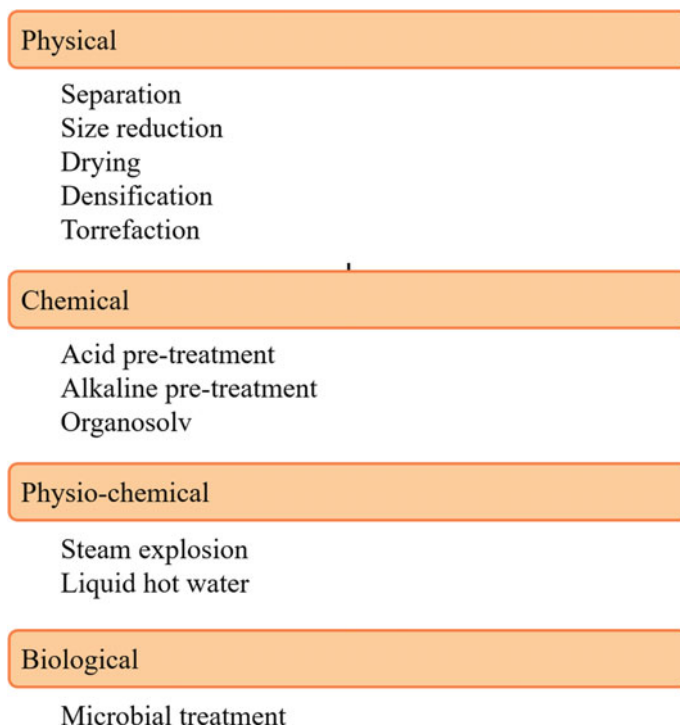 Physical
Separation
Size reduction
Drying
Densification
Torrefaction
Chemical
Acid pre-treatment
Alkaline pre-treatment
Organosolv
Physio-chemical
Steam explosion
Liquid hot water
Biological
Microbial treatment